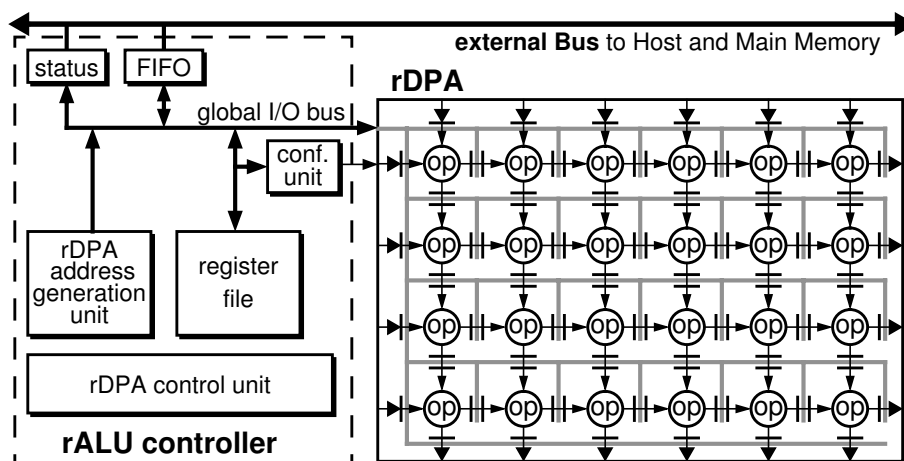 external Bus to Host and Main Memory
status
FIFO
rDPA
global I/O bus
conf.
unit
op op op op op op
op op op op op op
rDPA
address
generation
unit
register
file
op op op op op op
rDPA control unit
op op op op op op
rALU controller